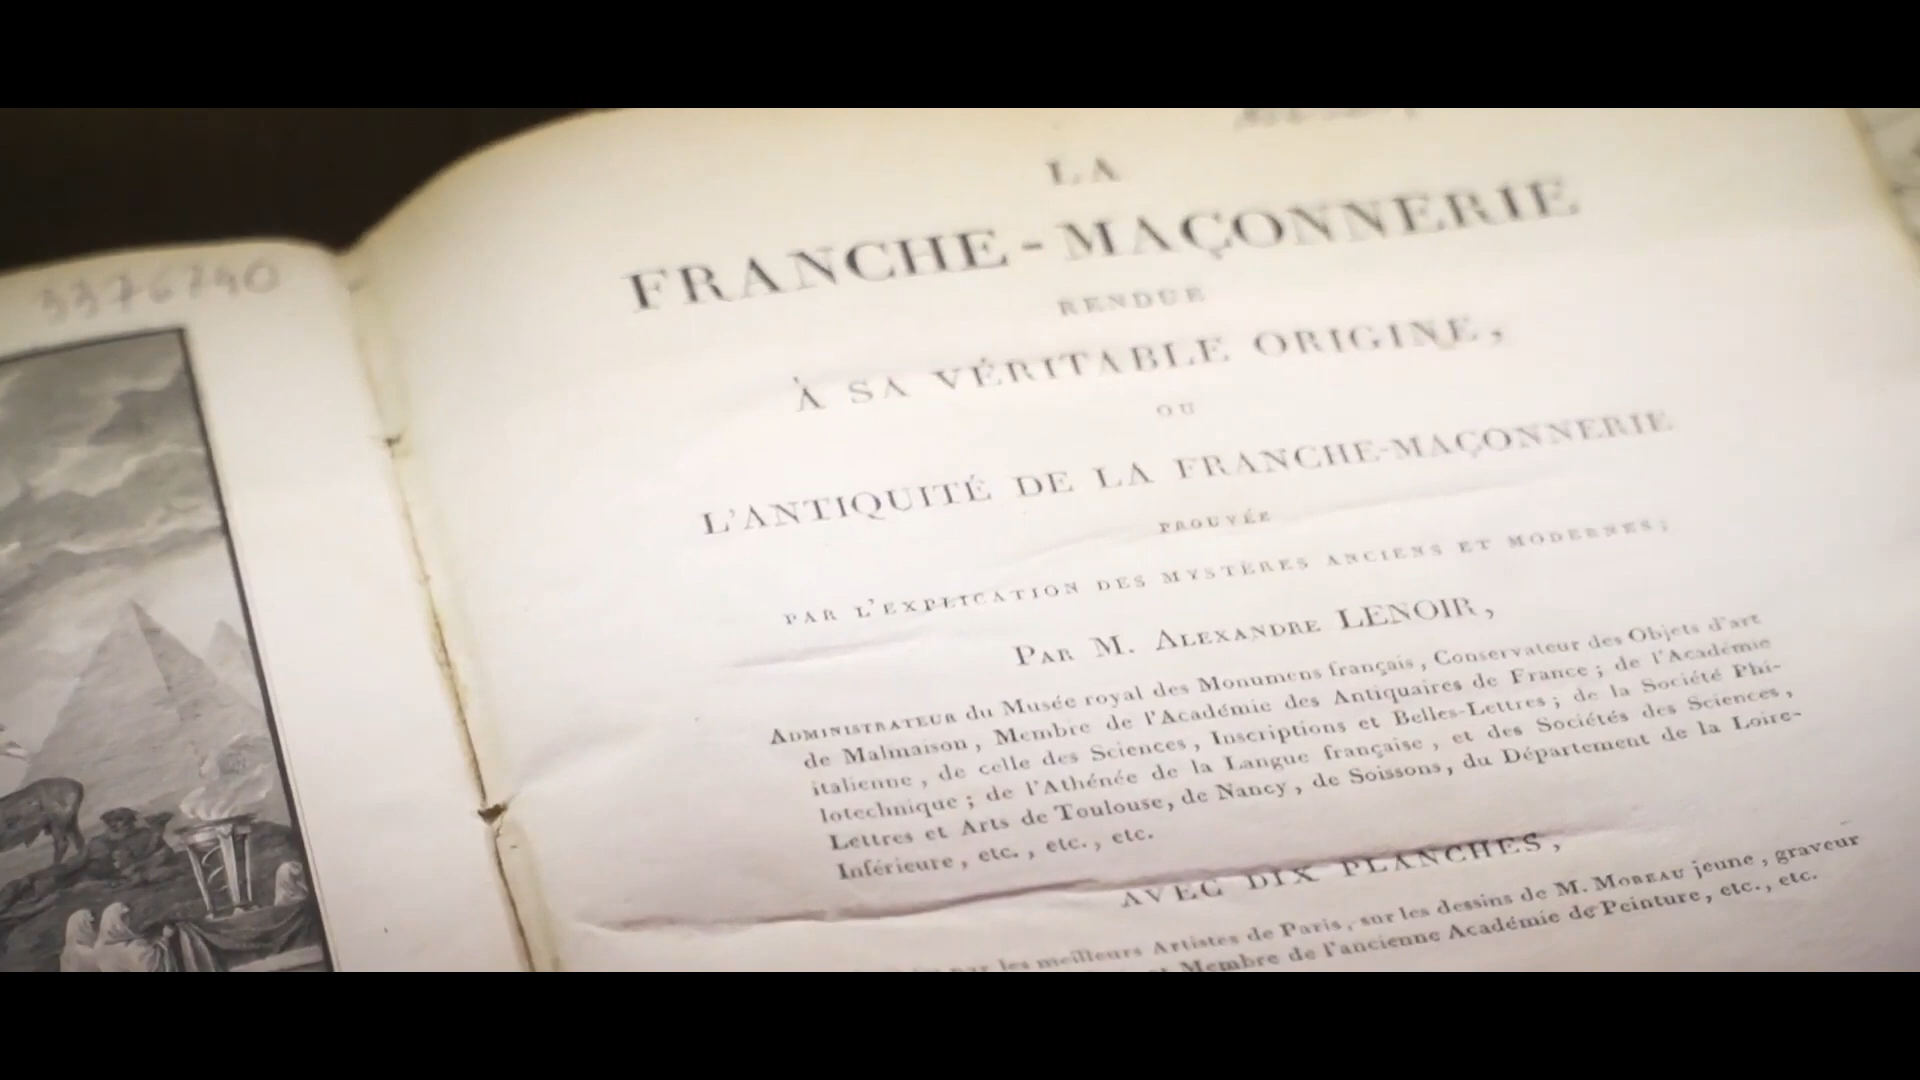 3376740
LA
FRANCHE-MAÇONNERIE
RENDUE
À SA VÉRITABLE ORIGINE,
OU
L'ANTIQUITÉ DE LA FRANCHE-MAÇONNERIE
PROUVÉE
PAR L'EXPLICATION DES MYSTÈRES ANCIENS ET MODERNES;
PAR M. ALEXANDRE LENOIR,
ADMINISTRATEUR du Musée royal des Monumens français, Conservateur des Objets d'art
de Malmaison, Membre de l'Académie des Antiquaires de France; de l'Académie
italienne, de celle des Sciences, Inscriptions et Belles-Lettres; de la Société Phi-
lotechnique; de l'Athénée de la Langue française, et des Sociétés des Sciences,
Lettres et Arts de Toulouse, de Nancy, de Soissons, du Département de la Loire-
Inférieure, etc., etc., etc.
AVEC DIX PLANCHES,
par les meilleurs Artistes de Paris, sur les dessins de M. MOREAU jeune, graveur
Membre de l'ancienne Académie de Peinture, etc., etc.